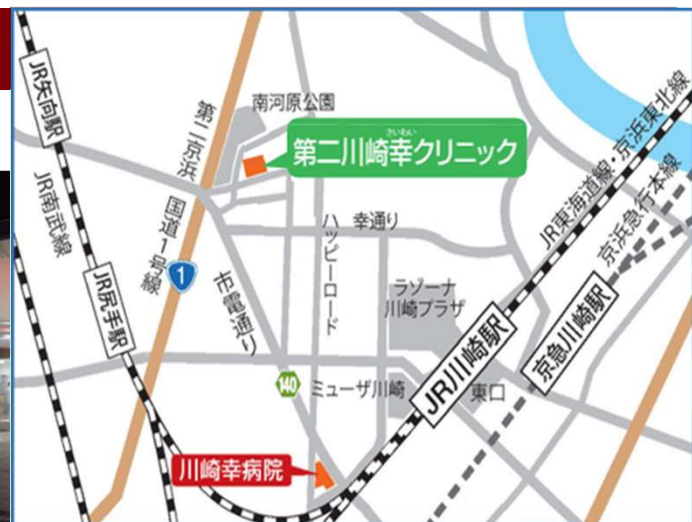 JR矢向駅
JR南武線
JR尻手駅
第二京浜
国道1号線
1
南河原公園
さいわい
第二川崎幸クリニック
幸通り
ハッピーロード
市電通り
140
ラゾーナ
川崎プラザ
ミューザ川崎
JR川崎駅
東口
京急川崎駅
JR東海道線・京浜東北線
京浜急行本線
川崎幸病院